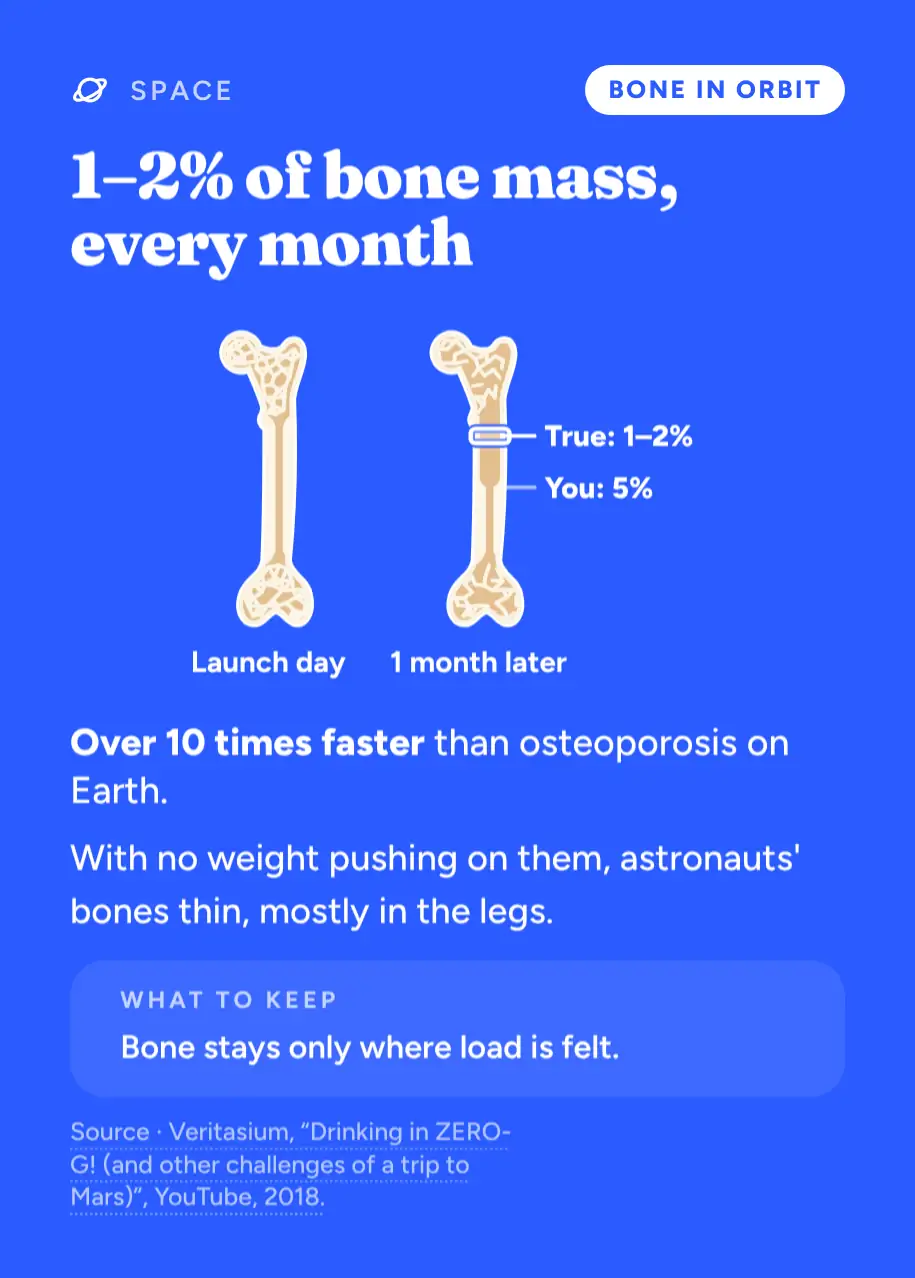 SPACE
BONE IN ORBIT
1–2% of bone mass,
every month
True: 1–2%
You: 5%
Launch day
1 month later
Over 10 times faster than osteoporosis on
Earth.
With no weight pushing on them, astronauts'
bones thin, mostly in the legs.
WHAT TO KEEP
Bone stays only where load is felt.
Source · Veritasium, “Drinking in ZERO-
G! (and other challenges of a trip to
Mars)”, YouTube, 2018.